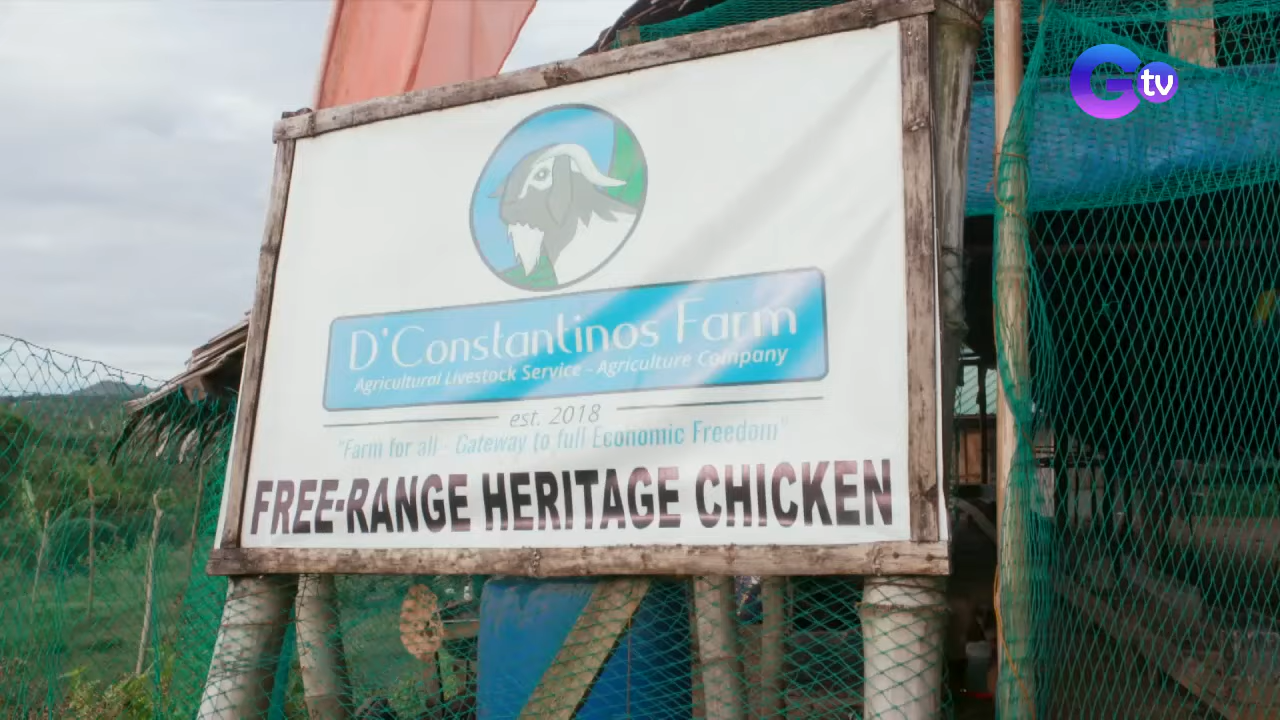 Gtv
D'Constantinos Farm
Agricultural Livestock Service - Agriculture Company
est. 2018
"Farm for all - Gateway to full Economic Freedom"
FREE-RANGE HERITAGE CHICKEN